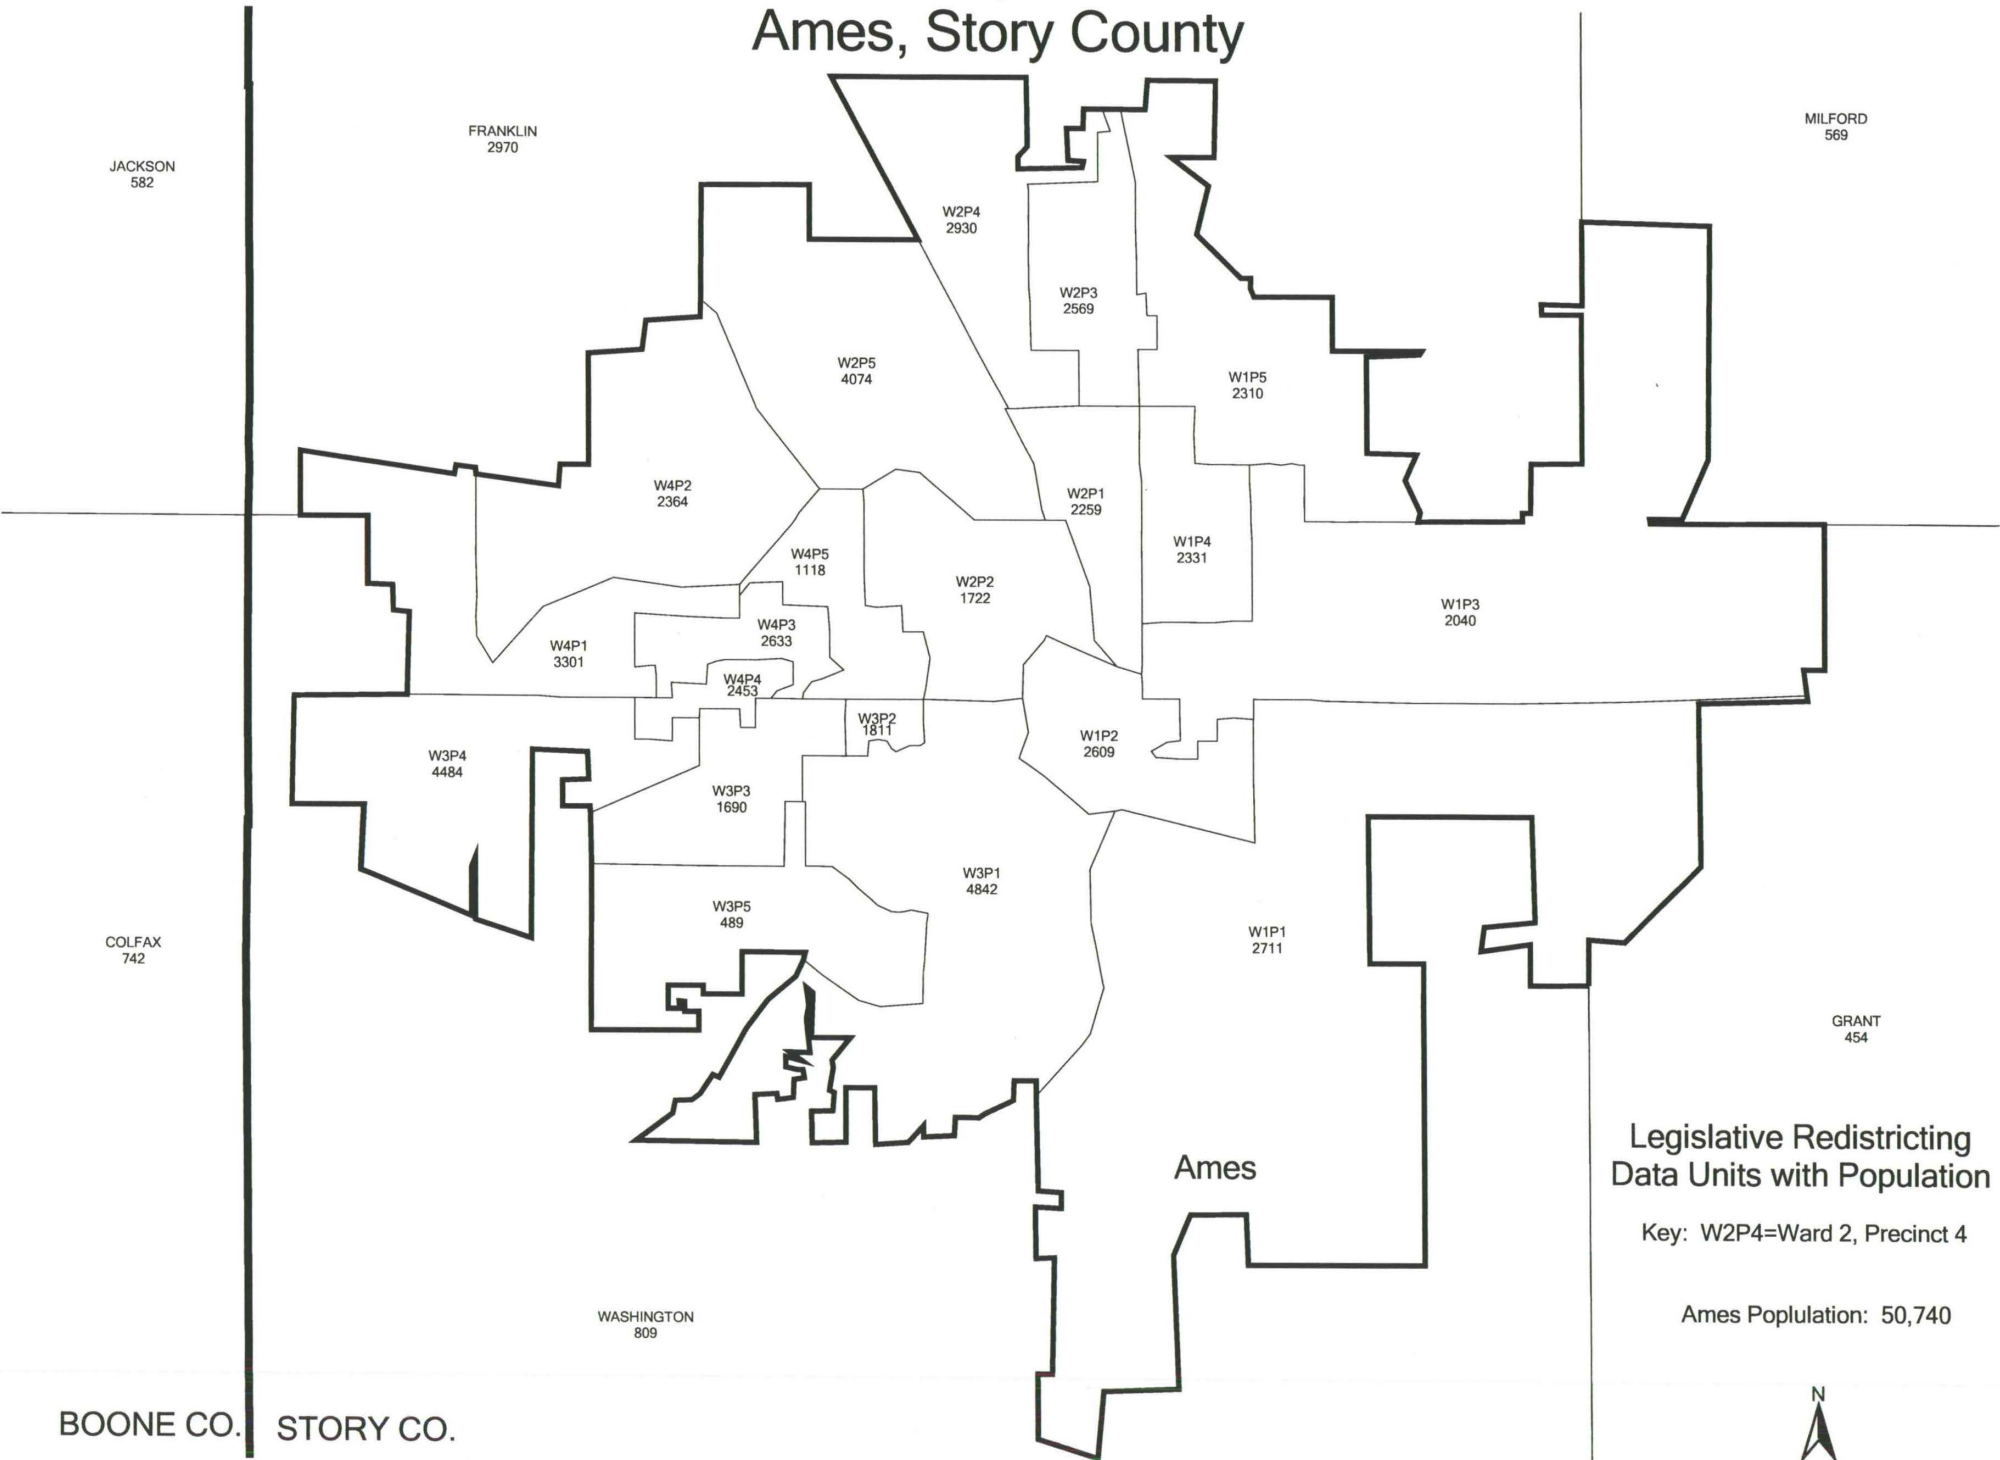 Ames, Story County
FRANKLIN
2970
MILFORD
569
JACKSON
582
W2P4
2930
W2P3
2569
W2P5
4074
W1P5
2310
W4P2
2364
W2P1
2259
W4P5
1118
W1P4
2331
W2P2
1722
W1P3
2040
W4P3
2633
W4P1
3301
W4P4
2453
W3P2
1811
W1P2
2609
W3P4
4484
W3P3
1690
W3P1
4842
W3P5
489
W1P1
2711
COLFAX
742
GRANT
454
Legislative Redistricting
Data Units with Population
Ames
Key: W2P4=Ward 2, Precinct 4
Ames Poplulation: 50,740
WASHINGTON
809
N
BOONE CO.
STORY CO.